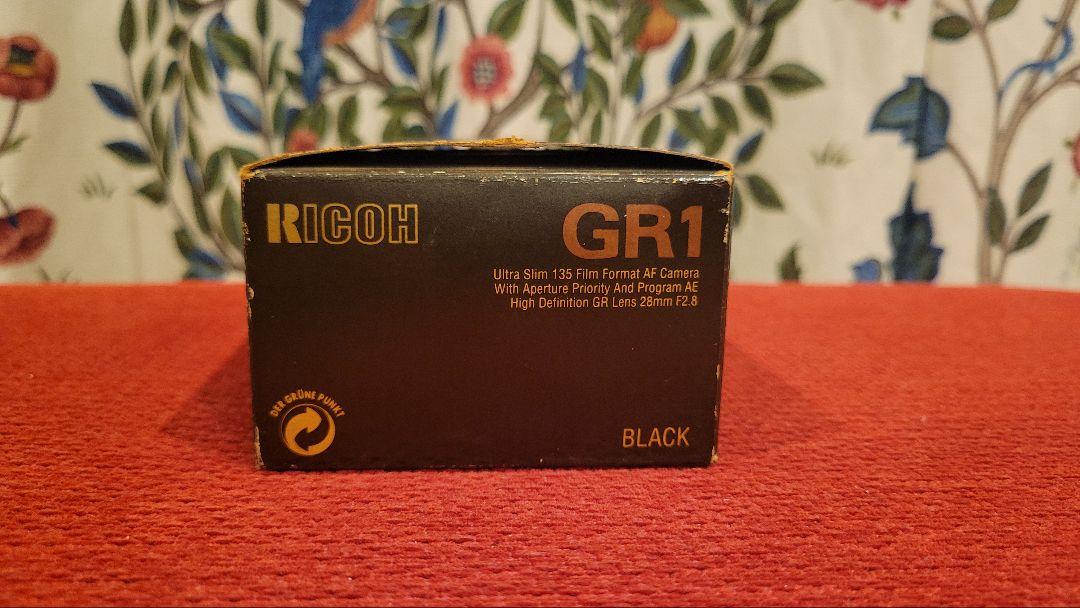 RICOH
GR1
Ultra Slim 135 Film Format AF Camera
With Aperture Priority And Program AE
High Definition GR Lens 28mm F2.8
DER GRÜNE PUNKT
BLACK